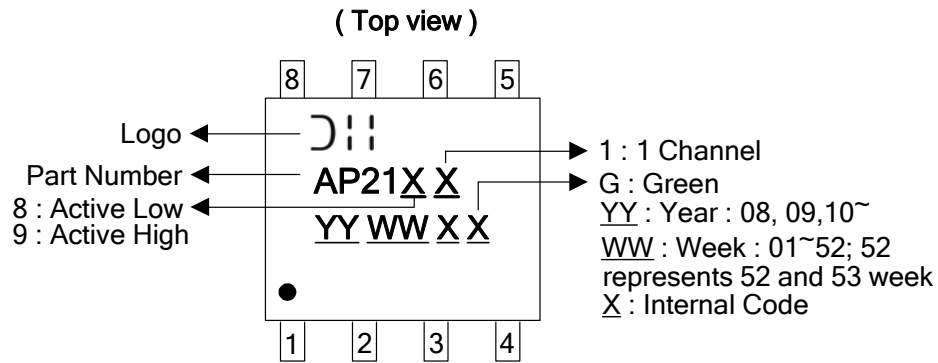 ( Top view )
8 7 6 5
Logo
Part Number
8 : Active Low
9 : Active High
AP21X X
YY WW X X
1 : 1 Channel
G : Green
YY : Year : 08, 09,10~
WW : Week : 01~52; 52
represents 52 and 53 week
X : Internal Code
1 2 3 4